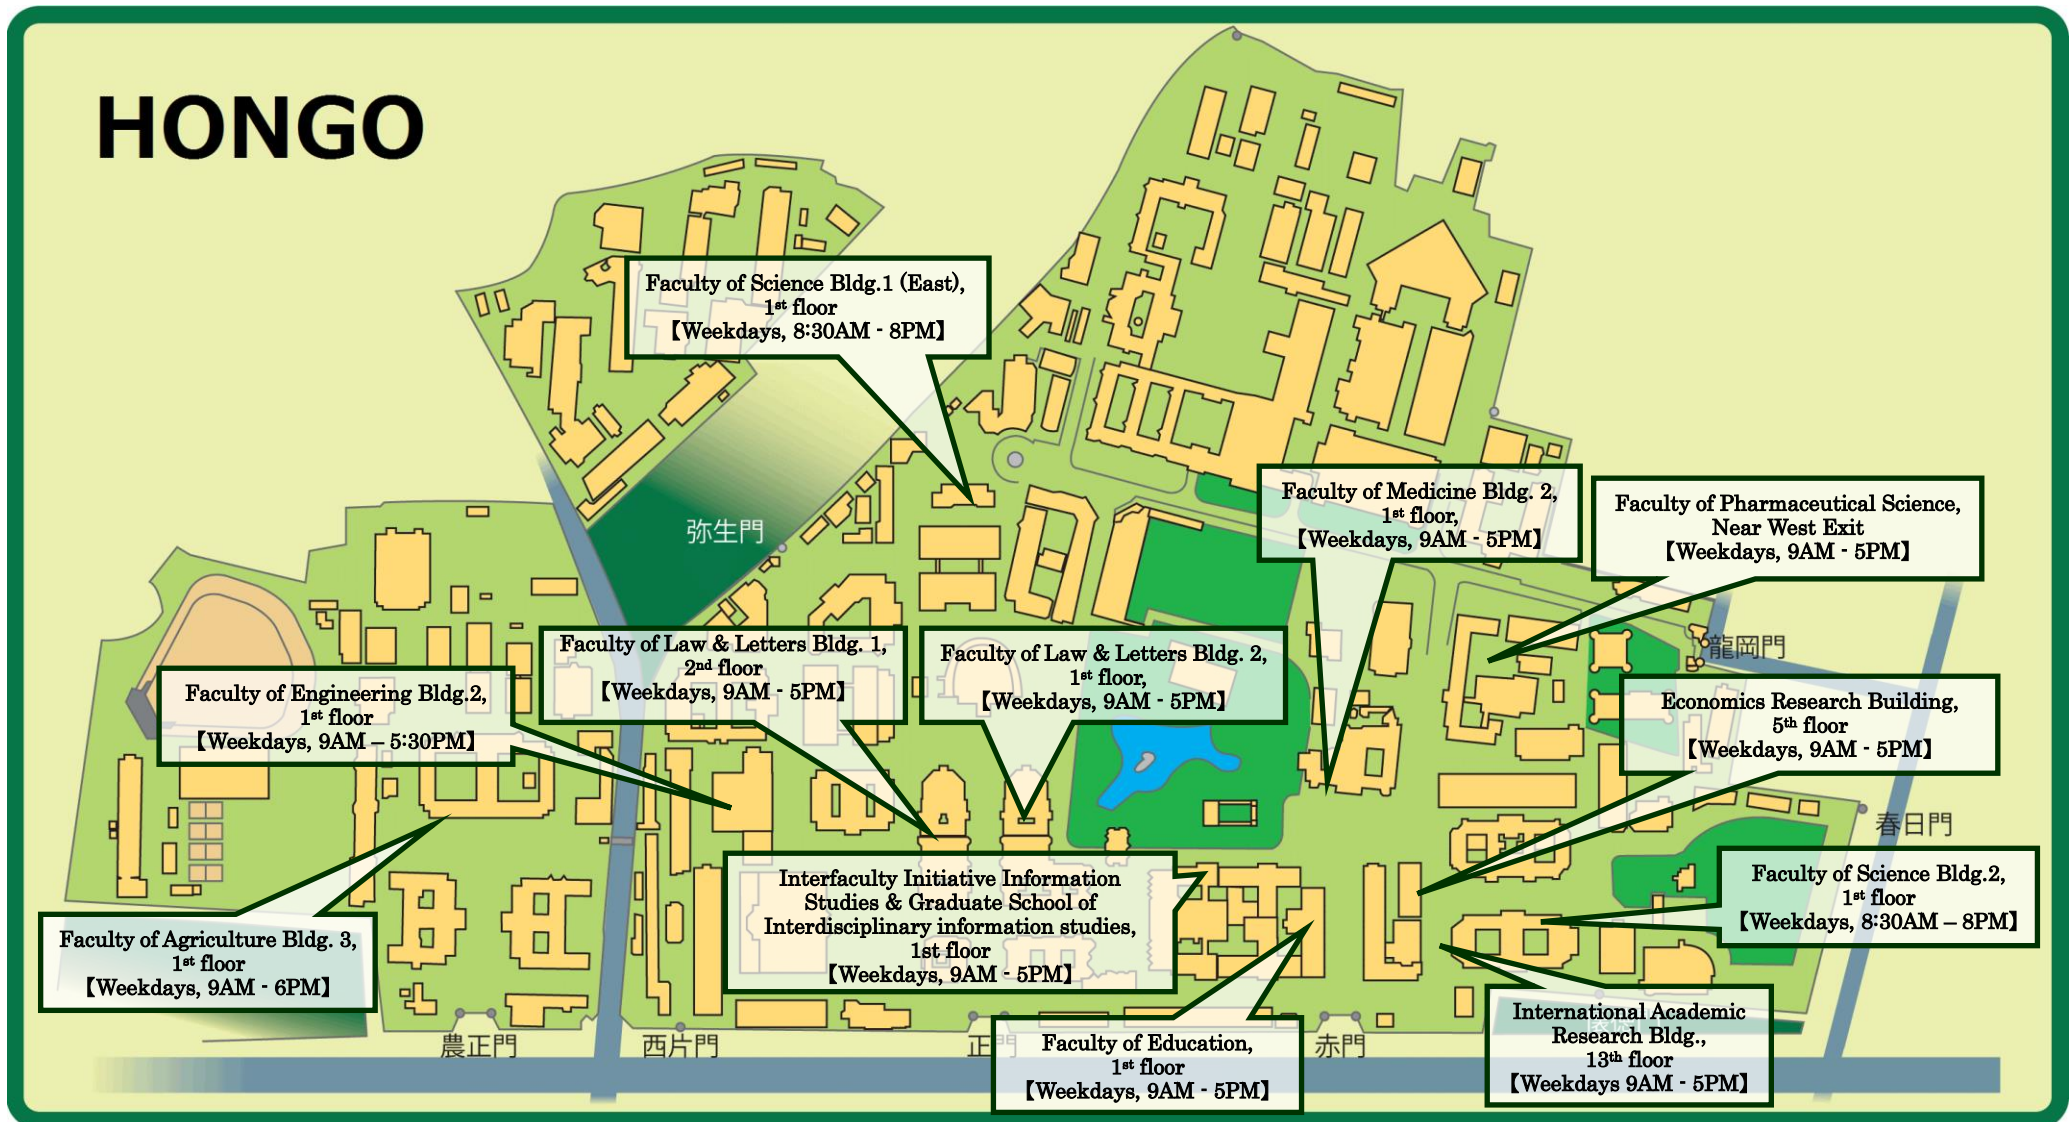 HONGO
Faculty of Science Bldg.1 (East),
1st floor
【Weekdays, 8:30AM - 8PM】
弥生門
Faculty of Medicine Bldg. 2,
1st floor,
【Weekdays, 9AM - 5PM】
Faculty of Pharmaceutical Science,
Near West Exit
【Weekdays, 9AM - 5PM】
龍岡門
Faculty of Law & Letters Bldg. 1,
2nd floor
【Weekdays, 9AM - 5PM】
Faculty of Law & Letters Bldg. 2,
1st floor,
【Weekdays, 9AM - 5PM】
Faculty of Engineering Bldg.2,
1st floor
【Weekdays, 9AM – 5:30PM】
Economics Research Building,
5th floor
【Weekdays, 9AM - 5PM】
春日門
Interfaculty Initiative Information
Studies & Graduate School of
Interdisciplinary information studies,
1st floor
【Weekdays, 9AM - 5PM】
Faculty of Science Bldg.2,
1st floor
【Weekdays, 8:30AM – 8PM】
Faculty of Agriculture Bldg. 3,
1st floor
【Weekdays, 9AM - 6PM】
International Academic
Research Bldg.,
13th floor
【Weekdays 9AM - 5PM】
Faculty of Education,
1st floor
【Weekdays, 9AM - 5PM】
農正門
西片門
正門
赤門